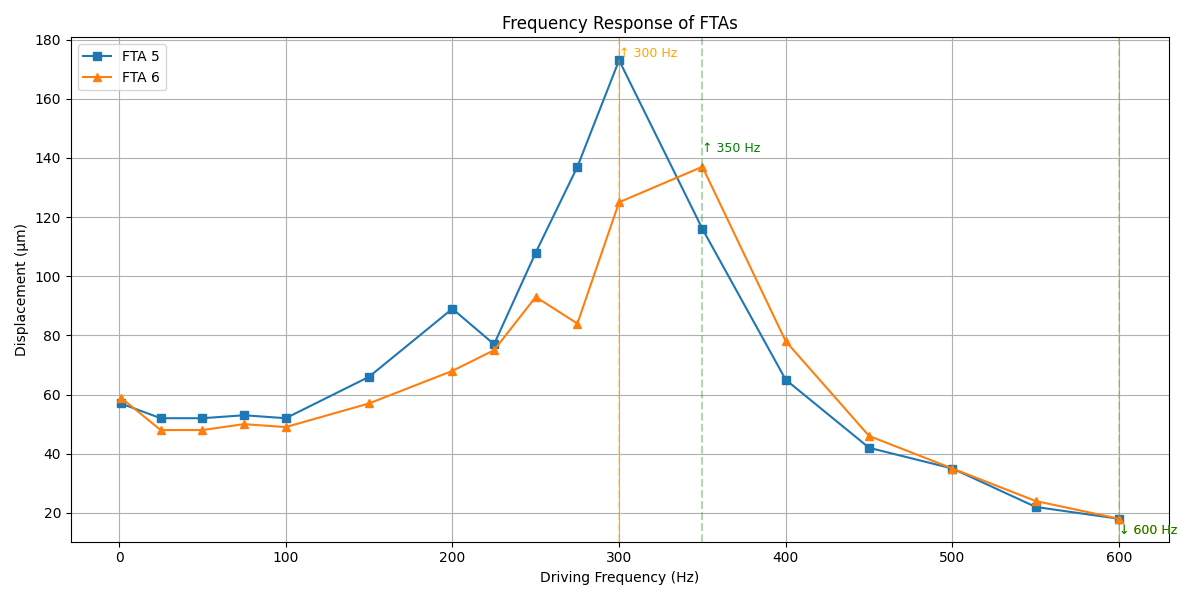 Frequency Response of FTAs
FTA 5
FTA 6
↑ 300 Hz
↑ 350 Hz
↓ 600 Hz
180
160
140
120
100
80
60
40
20
Displacement (μm)
0
100
200
300
400
500
600
Driving Frequency (Hz)